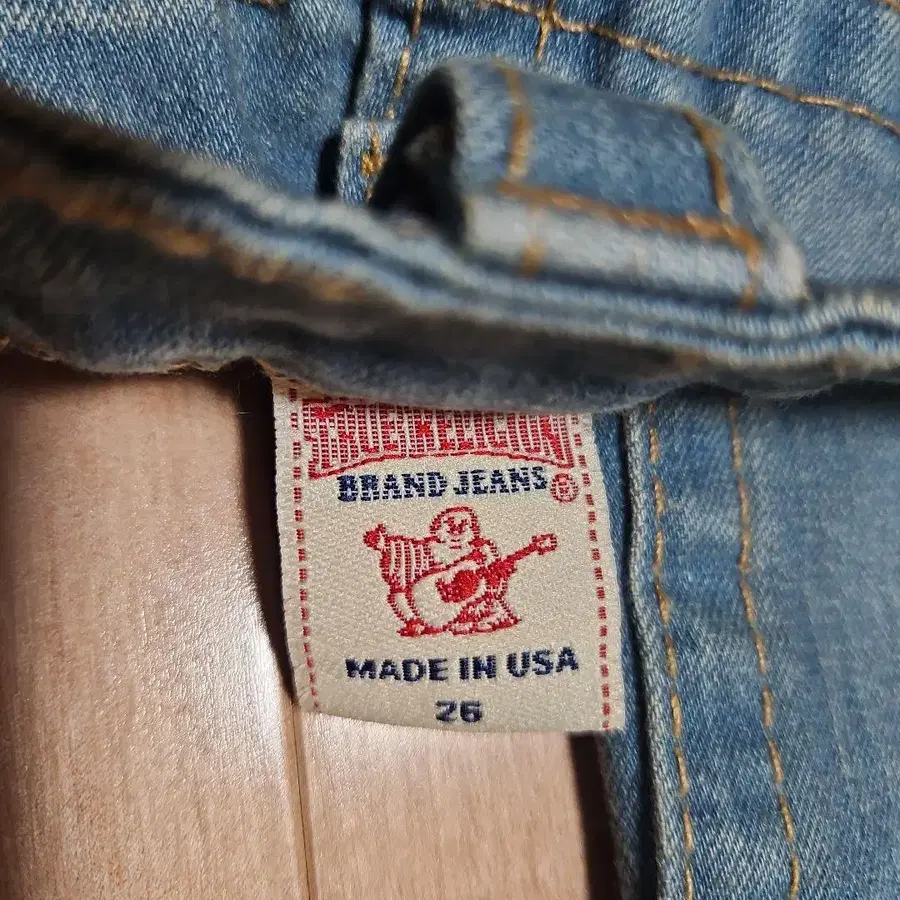 TRUE RELIGION
BRAND JEANS ®
MADE IN USA
26